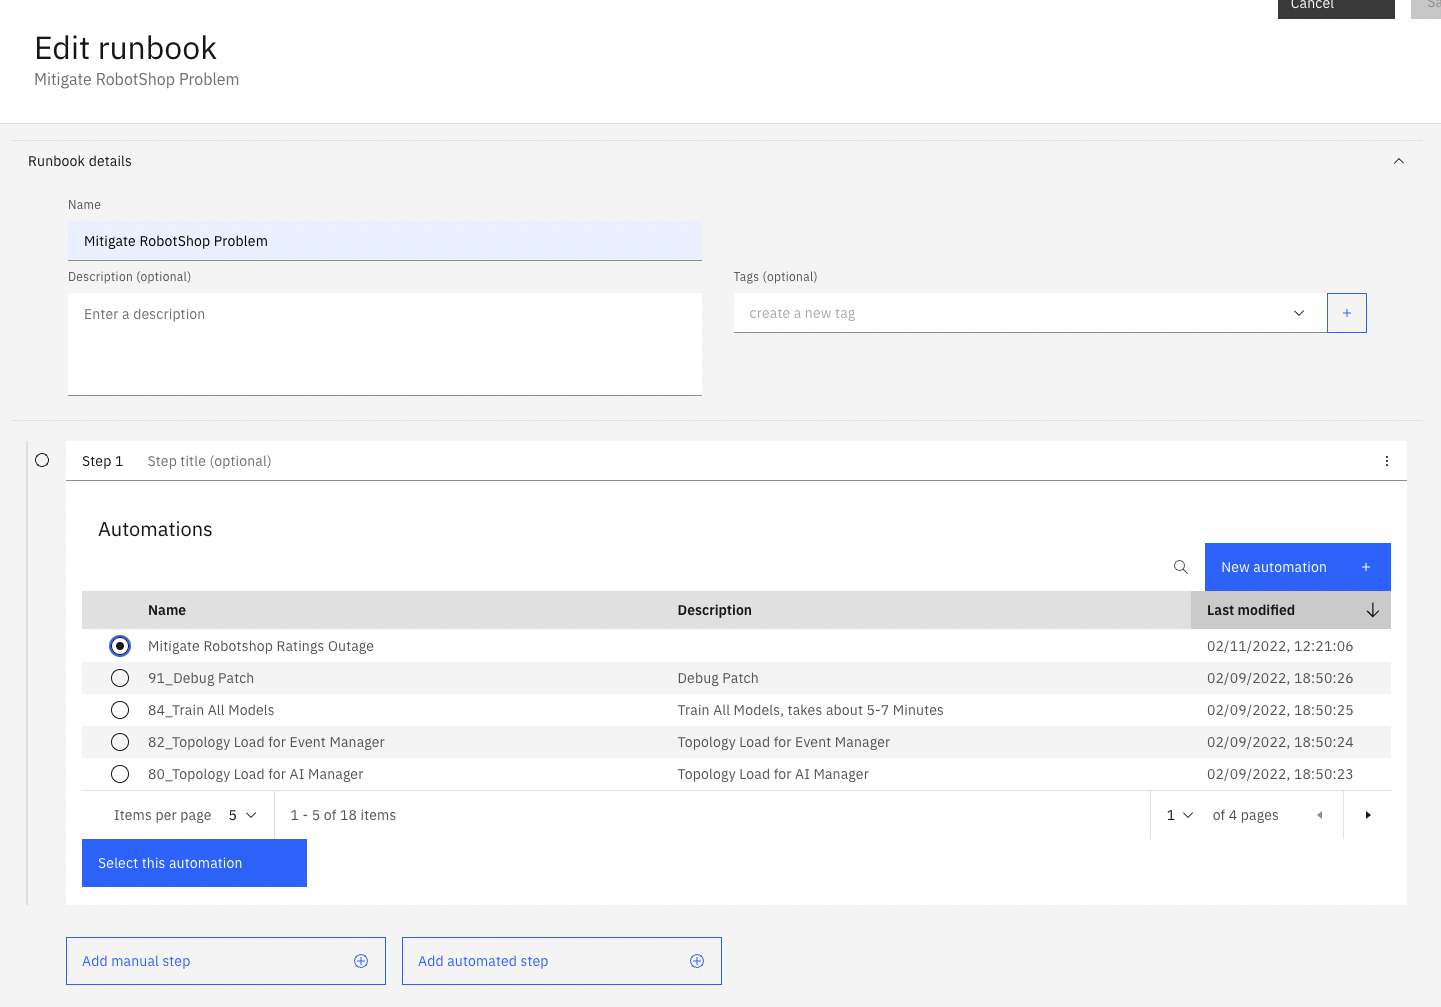 Cancel
Edit runbook
Mitigate RobotShop Problem
Runbook details
Name
Mitigate RobotShop Problem
Description (optional)
Tags (optional)
Enter a description
create a new tag
Step 1 Step title (optional)
Automations
New automation
Name Description Last modified
Mitigate Robotshop Ratings Outage 02/11/2022, 12:21:06
91_Debug Patch Debug Patch 02/09/2022, 18:50:26
84_Train All Models Train All Models, takes about 5-7 Minutes 02/09/2022, 18:50:25
82_Topology Load for Event Manager Topology Load for Event Manager 02/09/2022, 18:50:24
80_Topology Load for AI Manager Topology Load for AI Manager 02/09/2022, 18:50:23
Items per page 5 1 - 5 of 18 items 1 of 4 pages
Select this automation
Add manual step Add automated step